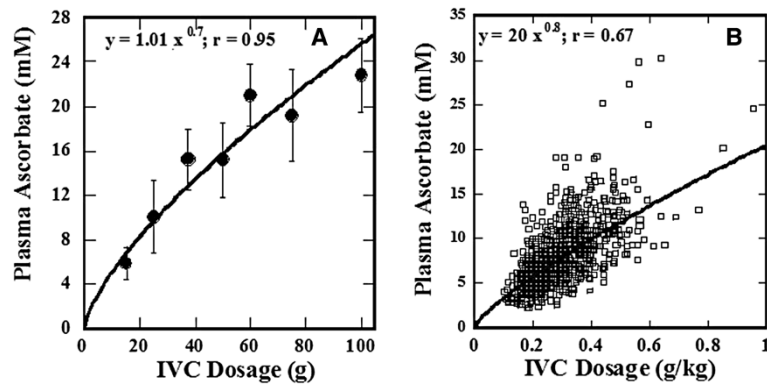 y = 1.01 x^0.7; r = 0.95 A
28
24
20
16
12
8
4
0
Plasma Ascorbate (mM)
0 20 40 60 80 100
IVC Dosage (g)
y = 20 x^0.8; r = 0.67 B
35
30
25
20
15
10
5
0
Plasma Ascorbate (mM)
0 0.2 0.4 0.6 0.8 1
IVC Dosage (g/kg)